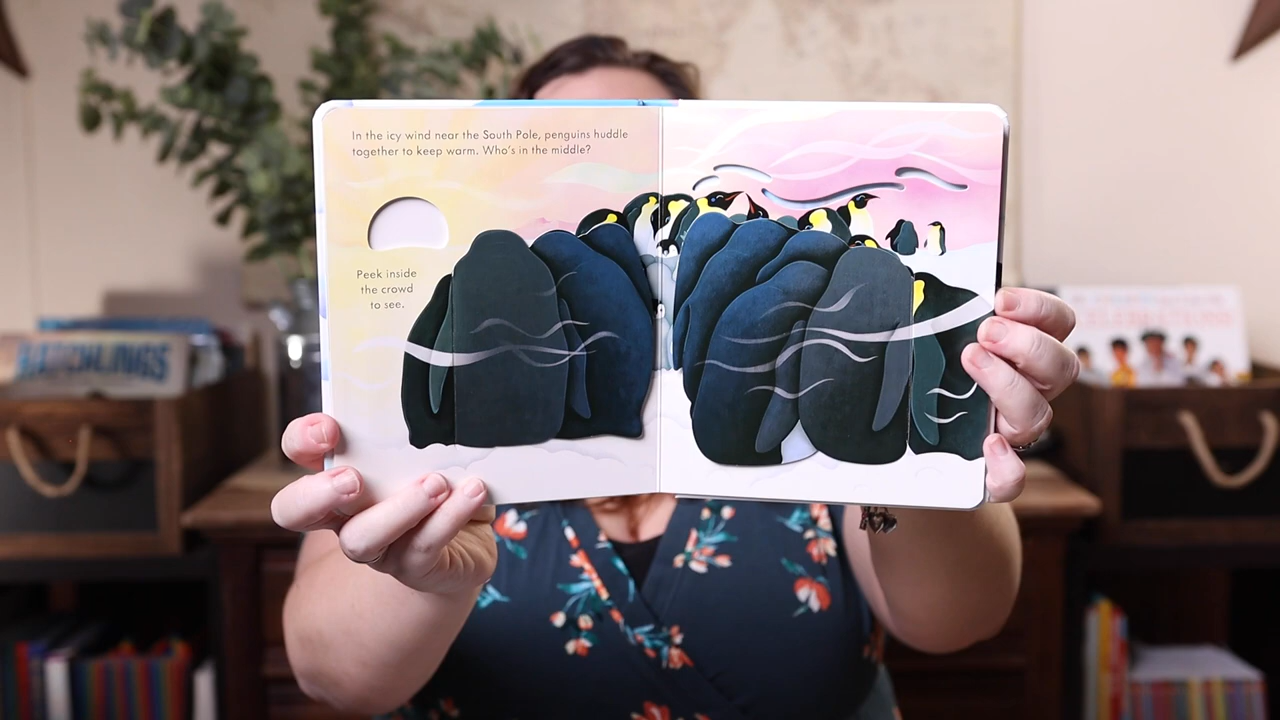 In the icy wind near the South Pole, penguins huddle
together to keep warm. Who's in the middle?
Peek inside
the crowd
to see.
HATCHLINGS